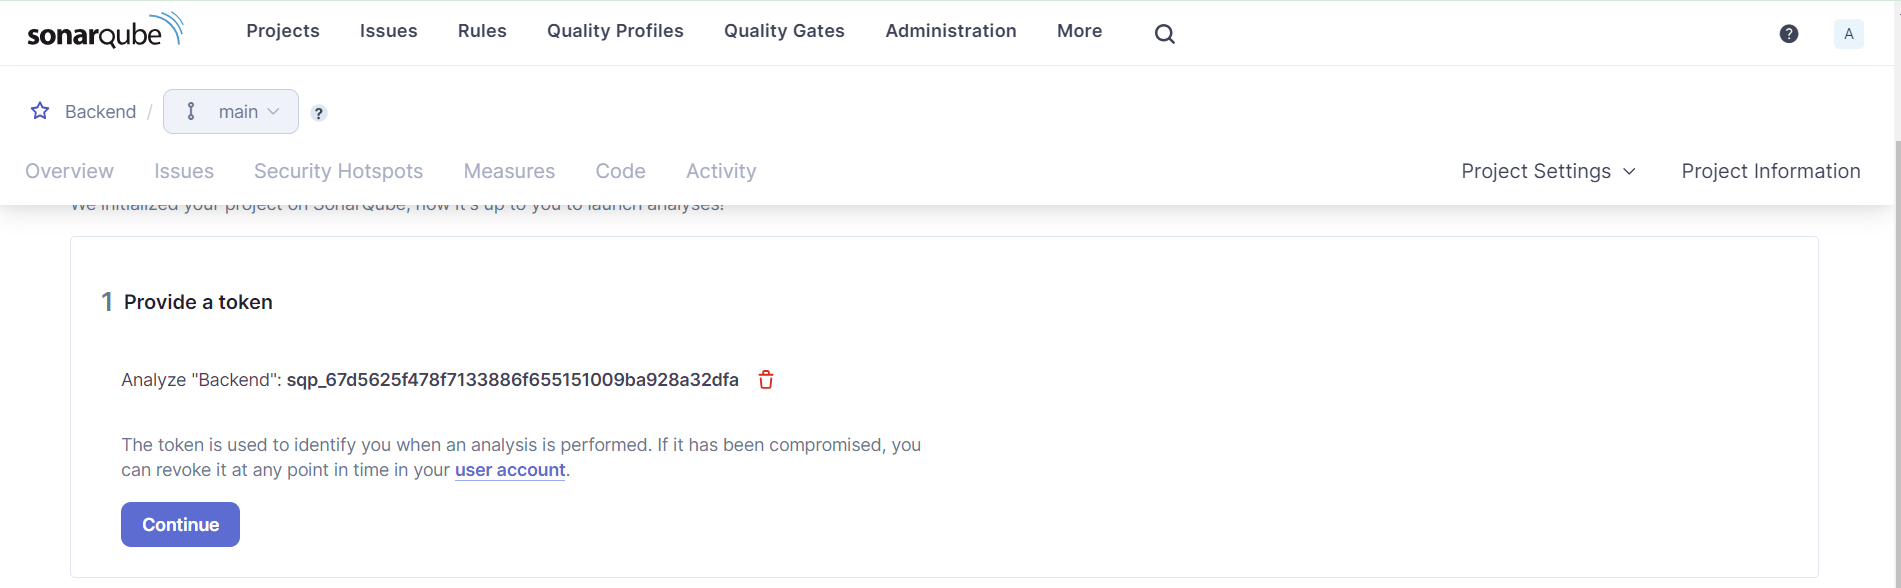 sonarqube Projects Issues Rules Quality Profiles Quality Gates Administration More ? A
Backend / main ?
Overview Issues Security Hotspots Measures Code Activity Project Settings Project Information
We initialized your project on SonarQube, now it's up to you to launch analyses!
1 Provide a token
Analyze "Backend": sqp_67d5625f478f7133886f655151009ba928a32dfa
The token is used to identify you when an analysis is performed. If it has been compromised, you
can revoke it at any point in time in your user account.
Continue